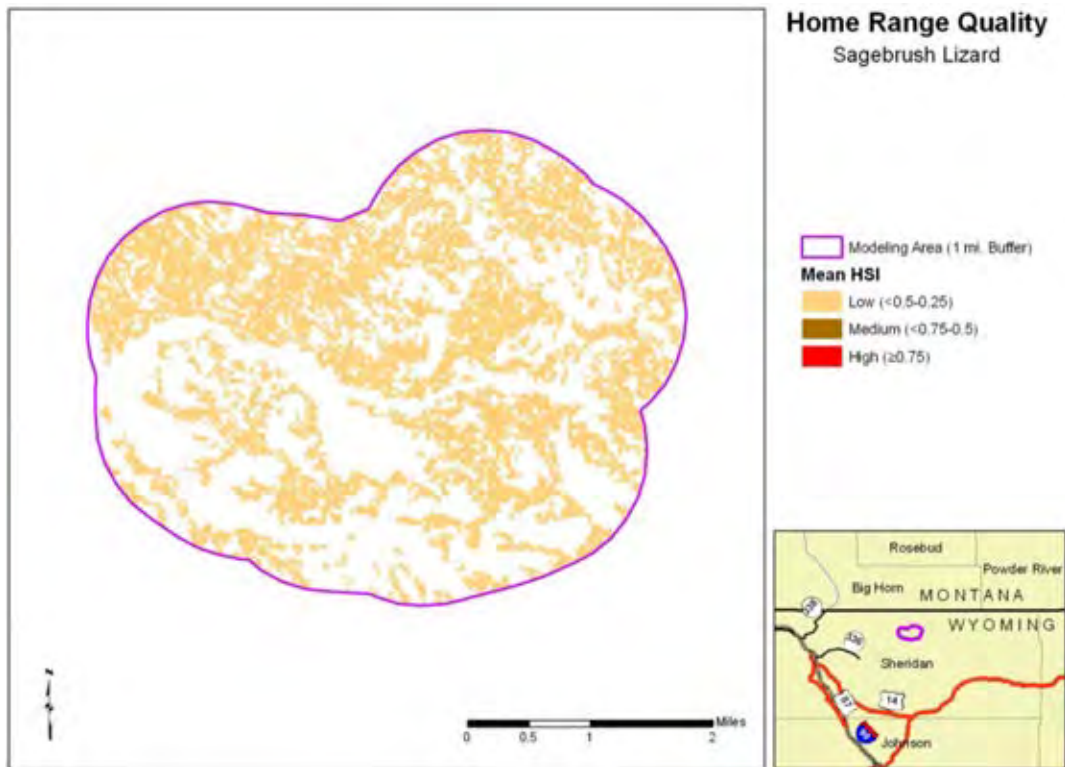 Home Range Quality
Sagebrush Lizard
Modeling Area (1 mi. Buffer)
Mean HSI
Low (<0.5-0.25)
Medium (<0.75-0.5)
High (≥0.75)
Miles
0 0.5 1 2
Rosebud
Powder River
Big Horn
MONTANA
WYOMING
Sheridan
87
14
Johnson